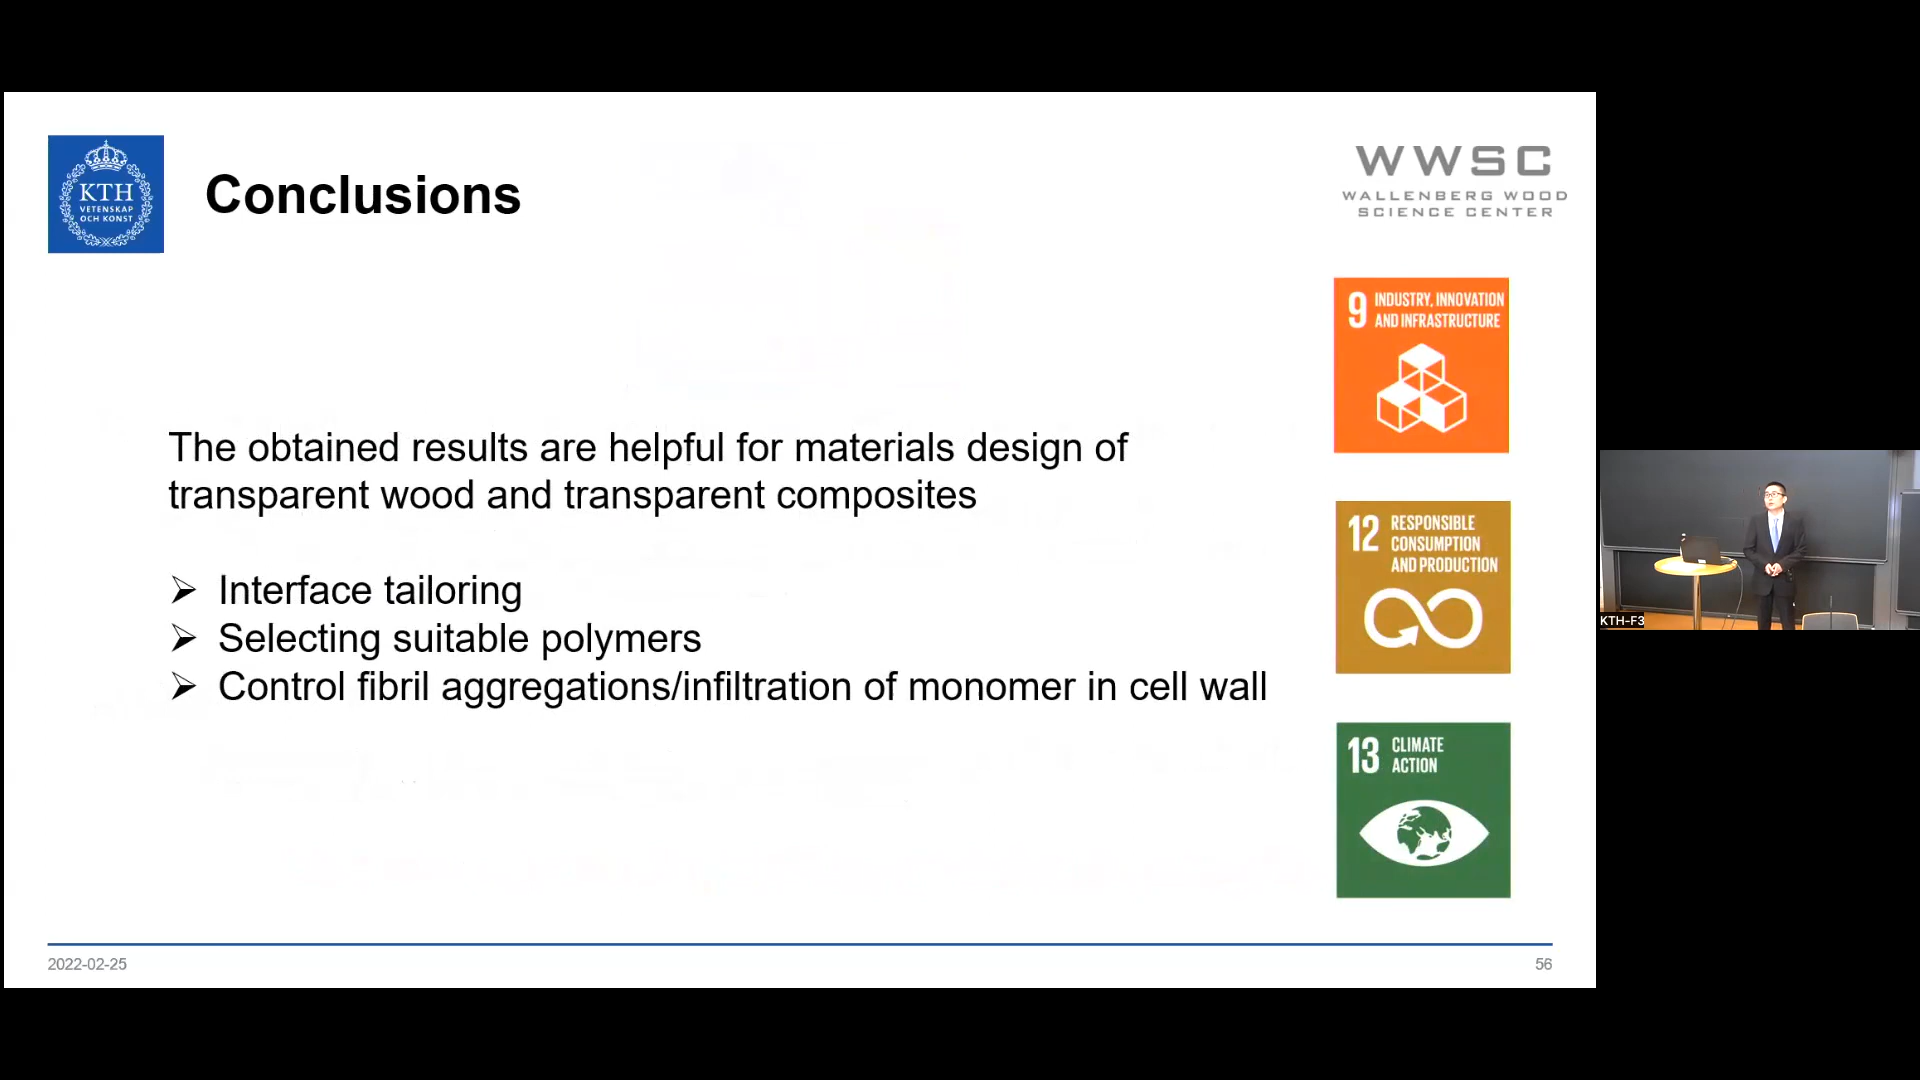 KTH
VETENSKAP
OCH KONST
Conclusions
WWSC
WALLENBERG WOOD
SCIENCE CENTER
9 INDUSTRY, INNOVATION
AND INFRASTRUCTURE
The obtained results are helpful for materials design of
transparent wood and transparent composites
➢ Interface tailoring
➢ Selecting suitable polymers
➢ Control fibril aggregations/infiltration of monomer in cell wall
12 RESPONSIBLE
CONSUMPTION
AND PRODUCTION
13 CLIMATE
ACTION
2022-02-25
56
KTH-F3